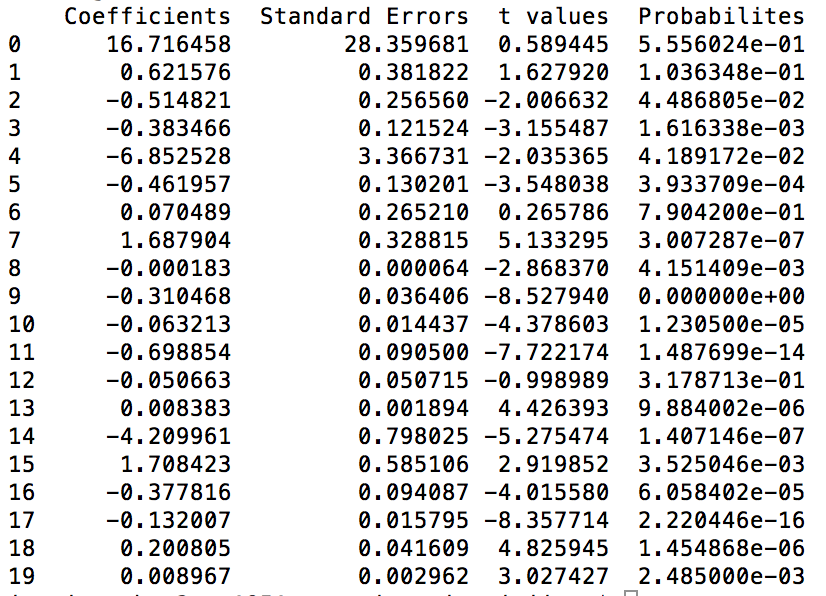 Coefficients Standard Errors t values Probabilites
0 16.716458 28.359681 0.589445 5.556024e-01
1 0.621576 0.381822 1.627920 1.036348e-01
2 -0.514821 0.256560 -2.006632 4.486805e-02
3 -0.383466 0.121524 -3.155487 1.616338e-03
4 -6.852528 3.366731 -2.035365 4.189172e-02
5 -0.461957 0.130201 -3.548038 3.933709e-04
6 0.070489 0.265210 0.265786 7.904200e-01
7 1.687904 0.328815 5.133295 3.007287e-07
8 -0.000183 0.000064 -2.868370 4.151409e-03
9 -0.310468 0.036406 -8.527940 0.000000e+00
10 -0.063213 0.014437 -4.378603 1.230500e-05
11 -0.698854 0.090500 -7.722174 1.487699e-14
12 -0.050663 0.050715 -0.998989 3.178713e-01
13 0.008383 0.001894 4.426393 9.884002e-06
14 -4.209961 0.798025 -5.275474 1.407146e-07
15 1.708423 0.585106 2.919852 3.525046e-03
16 -0.377816 0.094087 -4.015580 6.058402e-05
17 -0.132007 0.015795 -8.357714 2.220446e-16
18 0.200805 0.041609 4.825945 1.454868e-06
19 0.008967 0.002962 3.027427 2.485000e-03